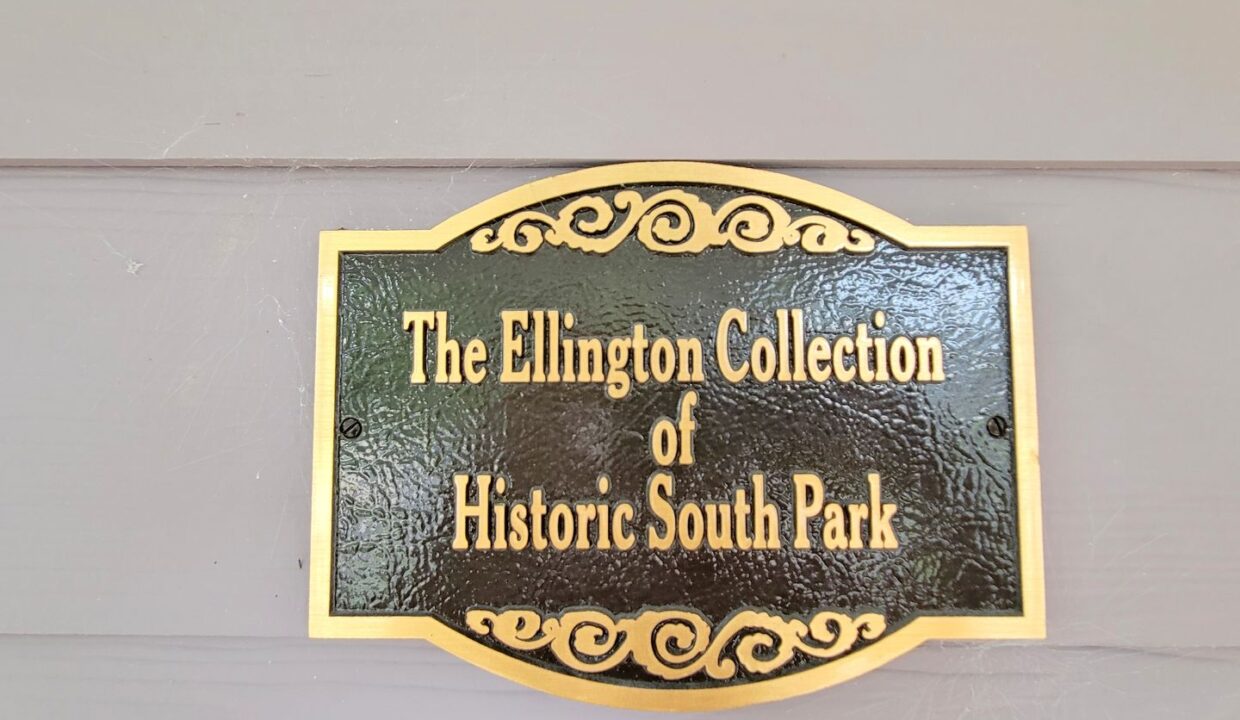 The Ellington Collection
of
Historic South Park